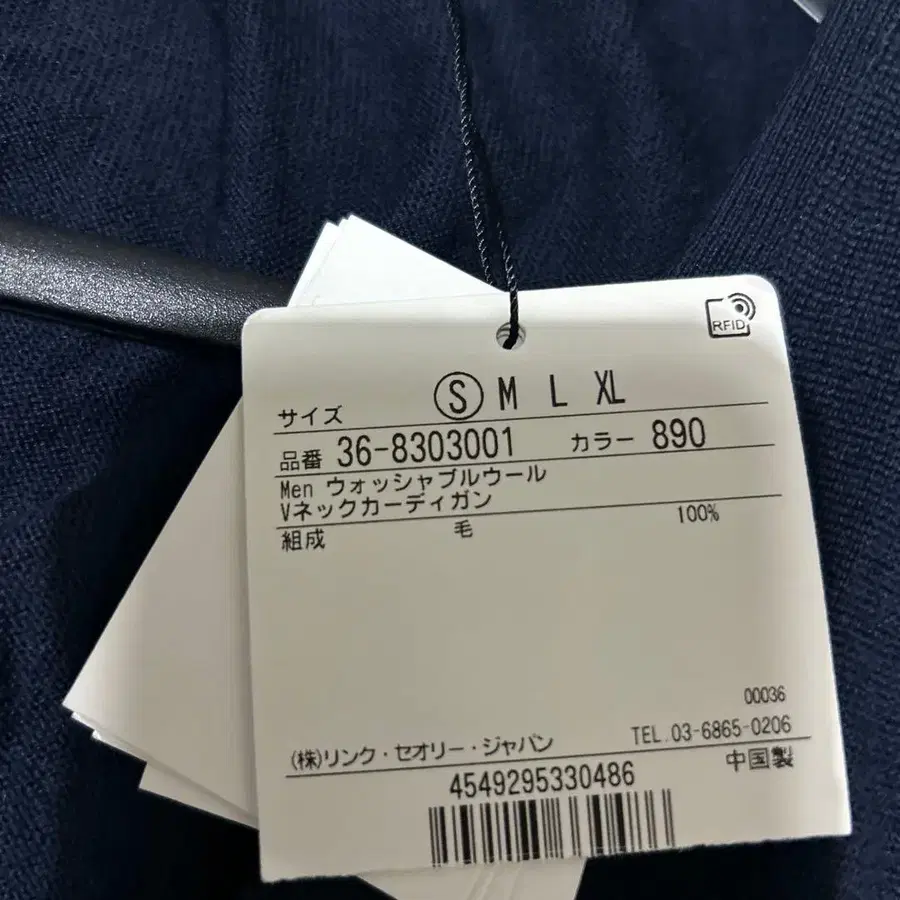 RFID
サイズ S M L XL
品番 36-8303001 カラー 890
Men ウォッシャブルウール
Vネックカーディガン
組成 毛 100%
00036
(株)リンク・セオリー・ジャパン TEL.03-6865-0206
中国製
4549295330486